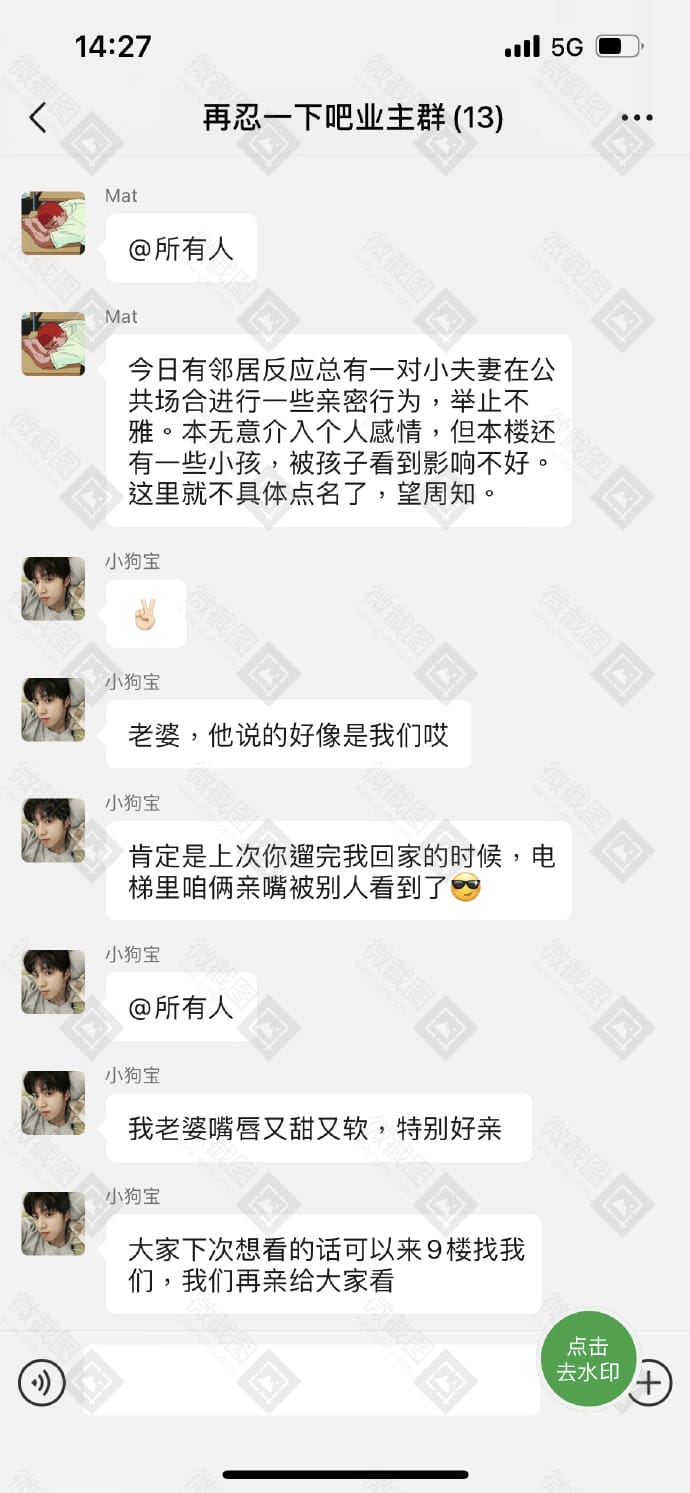 14:27
5G
再忍一下吧业主群(13)
Mat
@所有人
Mat
今日有邻居反应总有一对小夫妻在公
共场合进行一些亲密行为，举止不
雅。本无意介入个人感情，但本楼还
有一些小孩，被孩子看到影响不好。
这里就不具体点名了，望周知。
小狗宝
✌🏻
小狗宝
老婆，他说的好像是我们哎
小狗宝
肯定是上次你遛完我回家的时候，电
梯里咱俩亲嘴被别人看到了😎
小狗宝
@所有人
小狗宝
我老婆嘴唇又甜又软，特别好亲
小狗宝
大家下次想看的话可以来９楼找我
们，我们再亲给大家看
点击
去水印
微截图